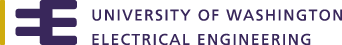 UNIVERSITY OF WASHINGTON
ELECTRICAL ENGINEERING